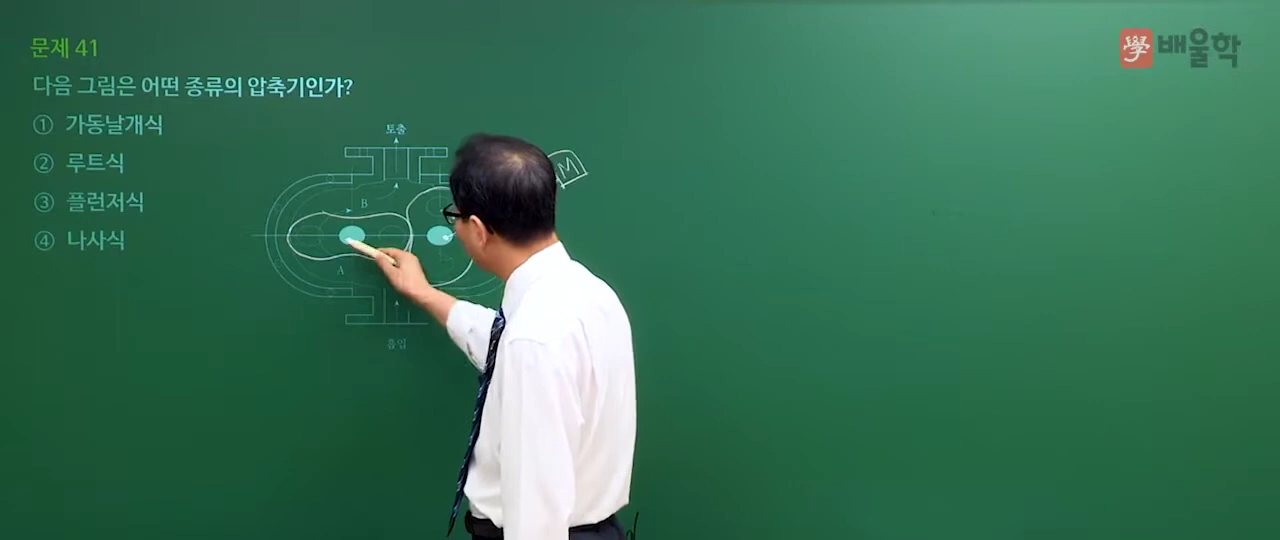 문제 41
學 배울학
다음 그림은 어떤 종류의 압축기인가?
① 가동날개식
② 루트식
③ 플런저식
④ 나사식
토출
M
B
A
흡입